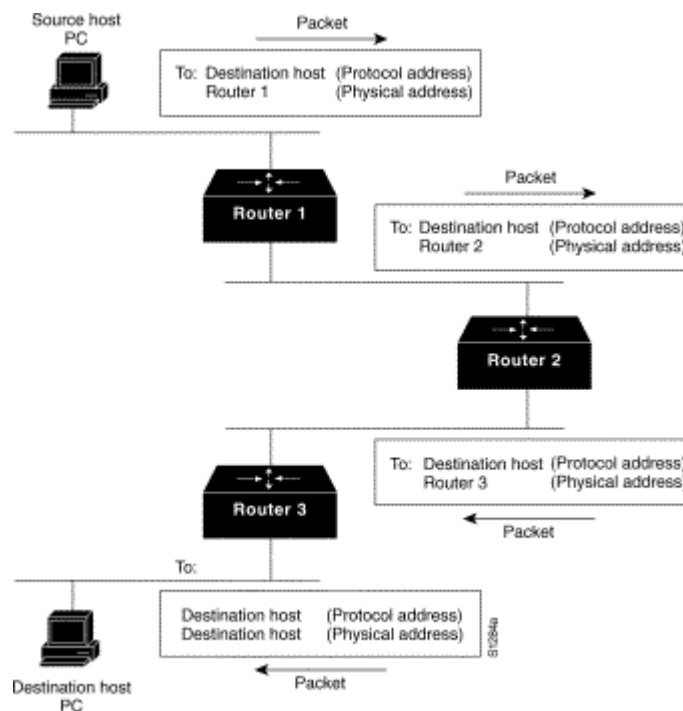 Source host
PC
Packet
To: Destination host (Protocol address)
Router 1 (Physical address)
Router 1
Packet
To: Destination host (Protocol address)
Router 2 (Physical address)
Router 2
To: Destination host (Protocol address)
Router 3 (Physical address)
Packet
Router 3
To:
Destination host (Protocol address)
Destination host (Physical address)
S1284a
Packet
Destination host
PC